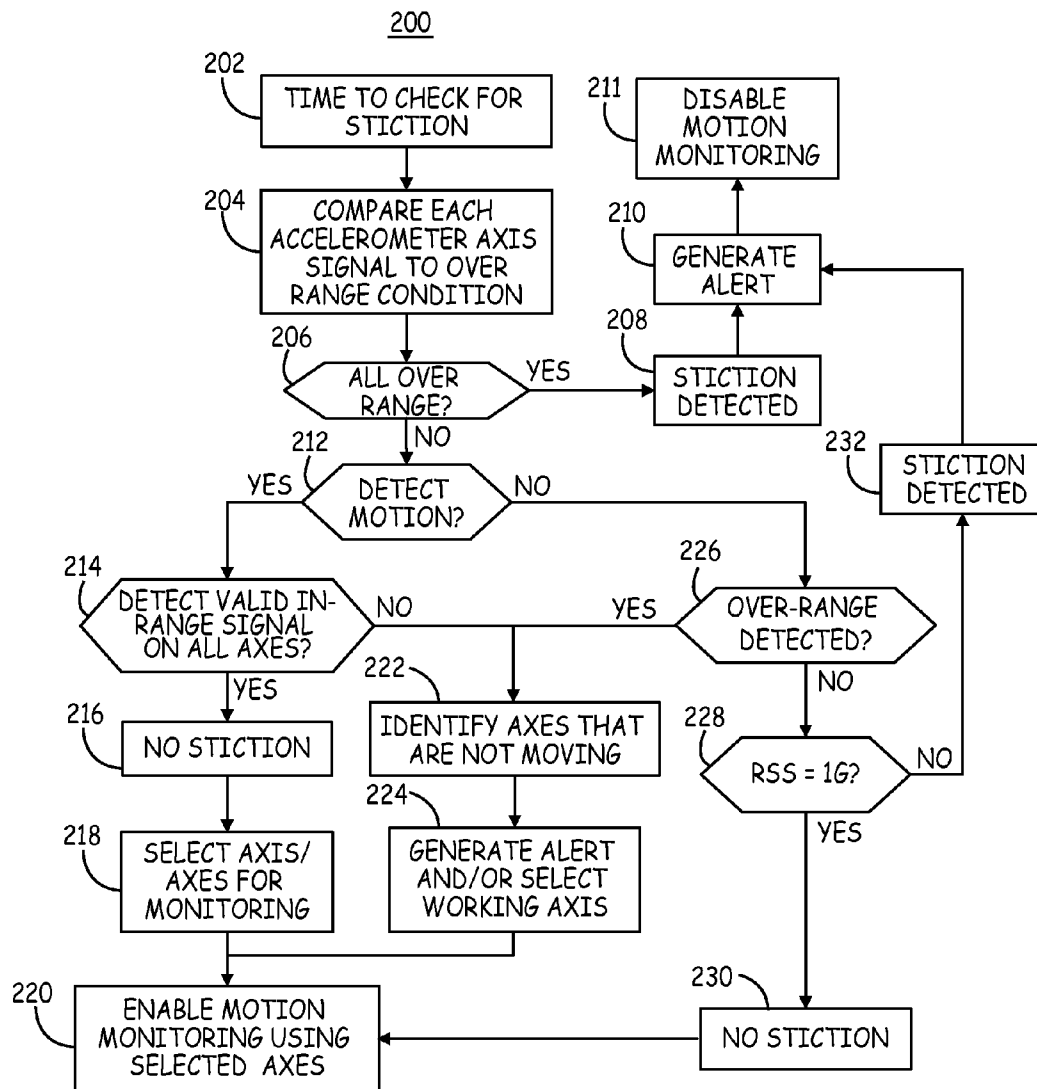 200
202
TIME TO CHECK FOR
STICTION
211
DISABLE
MOTION
MONITORING
204
COMPARE EACH
ACCELEROMETER AXIS
SIGNAL TO OVER
RANGE CONDITION
210
GENERATE
ALERT
206
ALL OVER
RANGE?
YES
208
STICTION
DETECTED
NO
212
DETECT
MOTION?
YES
NO
232
STICTION
DETECTED
214
DETECT VALID IN-
RANGE SIGNAL
ON ALL AXES?
NO
YES
226
OVER-RANGE
DETECTED?
YES
NO
216
NO STICTION
222
IDENTIFY AXES THAT
ARE NOT MOVING
228
RSS = 1G?
NO
YES
218
SELECT AXIS/
AXES FOR
MONITORING
224
GENERATE ALERT
AND/OR SELECT
WORKING AXIS
220
ENABLE MOTION
MONITORING USING
SELECTED AXES
230
NO STICTION